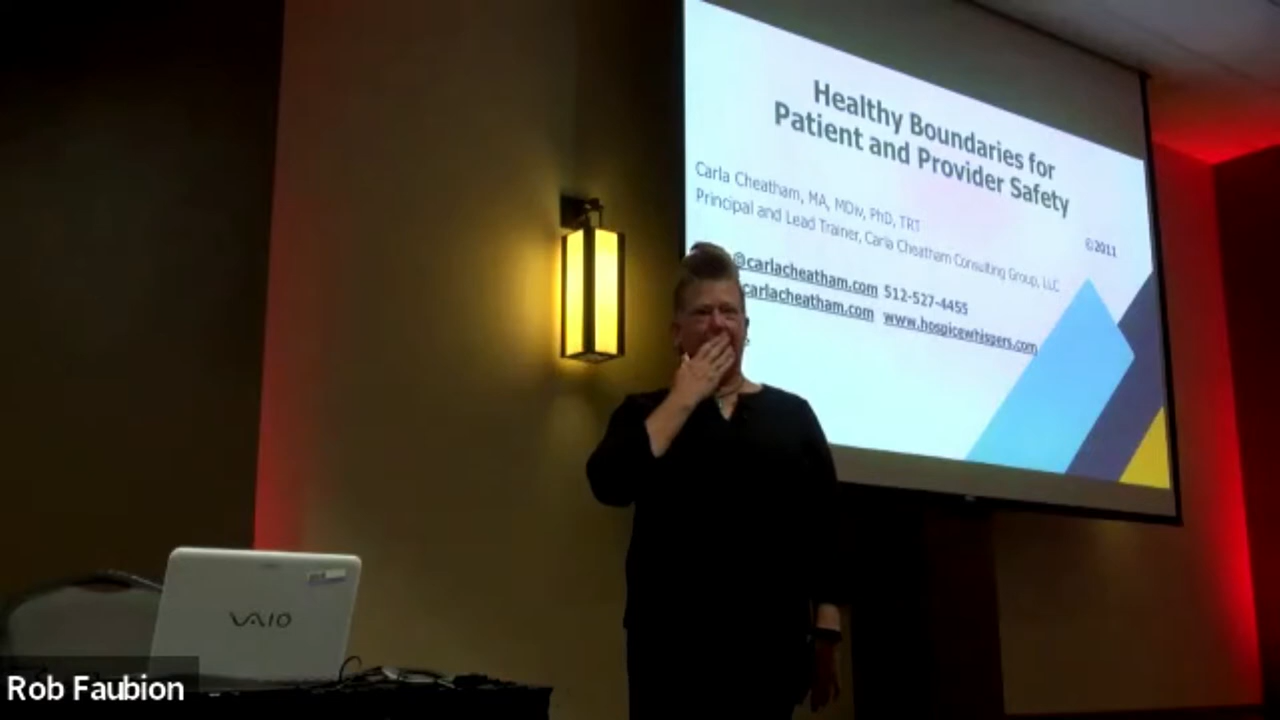 Healthy Boundaries for
Patient and Provider Safety
Carla Cheatham, MA, MDiv, PhD, TRT
Principal and Lead Trainer, Carla Cheatham Consulting Group, LLC
©2011
@carlacheatham.com 512-527-4455
carlacheatham.com www.hospicewhispers.com
VAIO
Rob Faubion